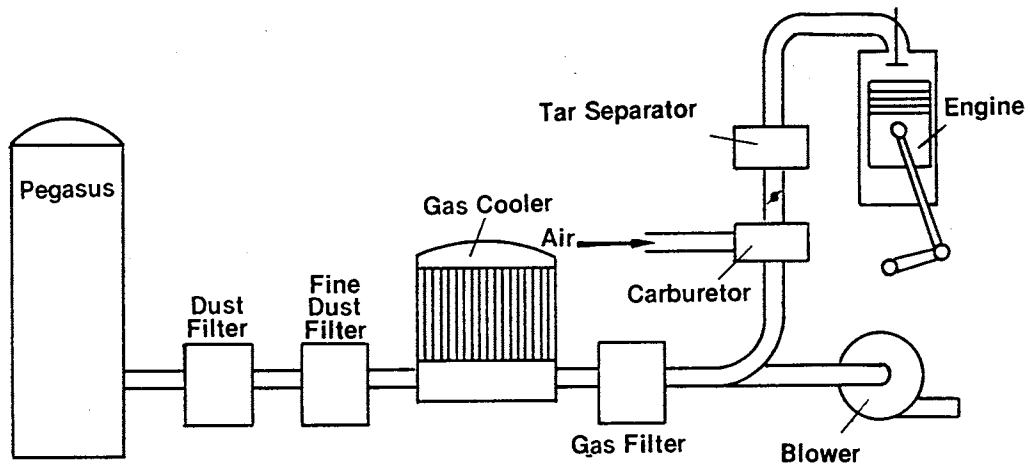 Pegasus
Dust
Filter
Fine
Dust
Filter
Gas Cooler
Gas Filter
Air
Carburetor
Tar Separator
Engine
Blower